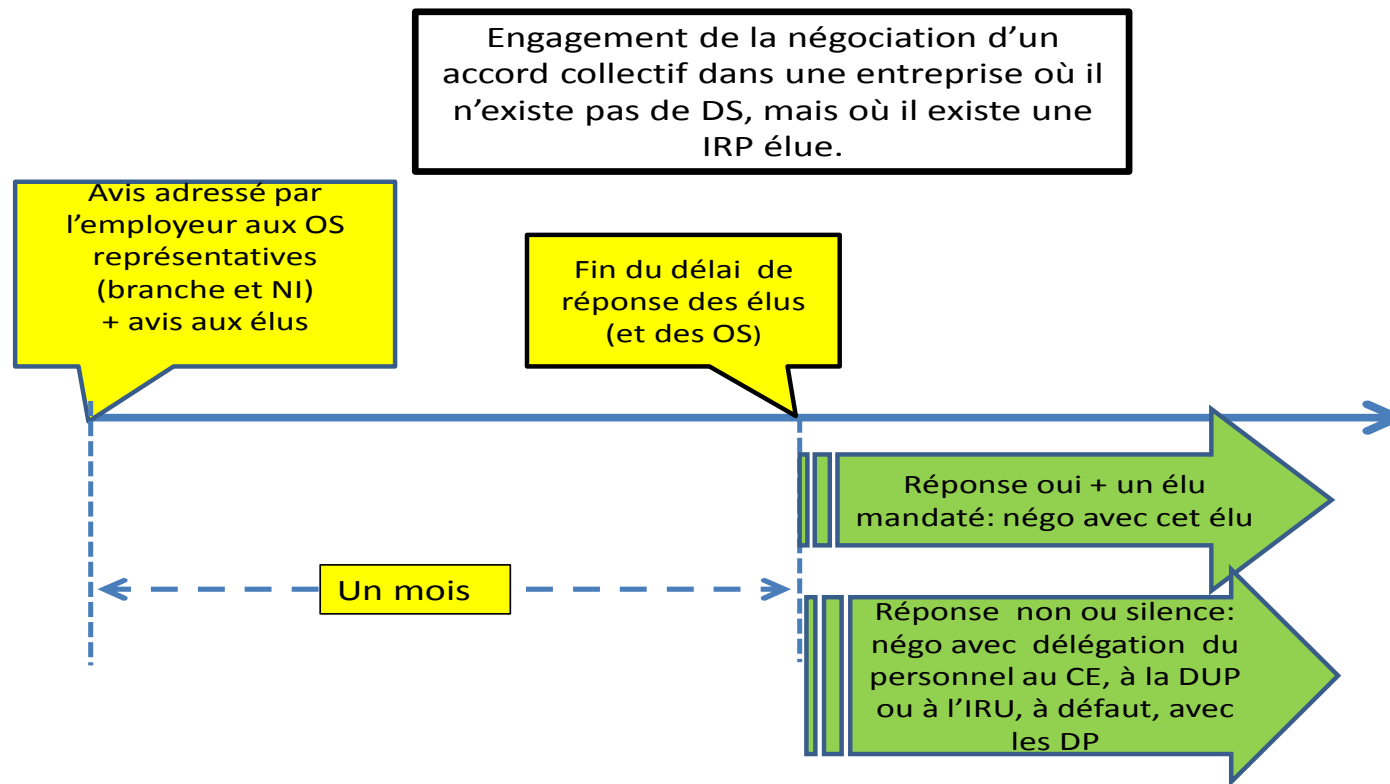 Engagement de la négociation d’un
accord collectif dans une entreprise où il
n’existe pas de DS, mais où il existe une
IRP élue.
Avis adressé par
l’employeur aux OS
représentatives
(branche et NI)
+ avis aux élus
Fin du délai de
réponse des élus
(et des OS)
Réponse oui + un élu
mandaté: négo avec cet élu
Un mois
Réponse non ou silence:
négo avec délégation du
personnel au CE, à la DUP
ou à l’IRU, à défaut, avec
les DP